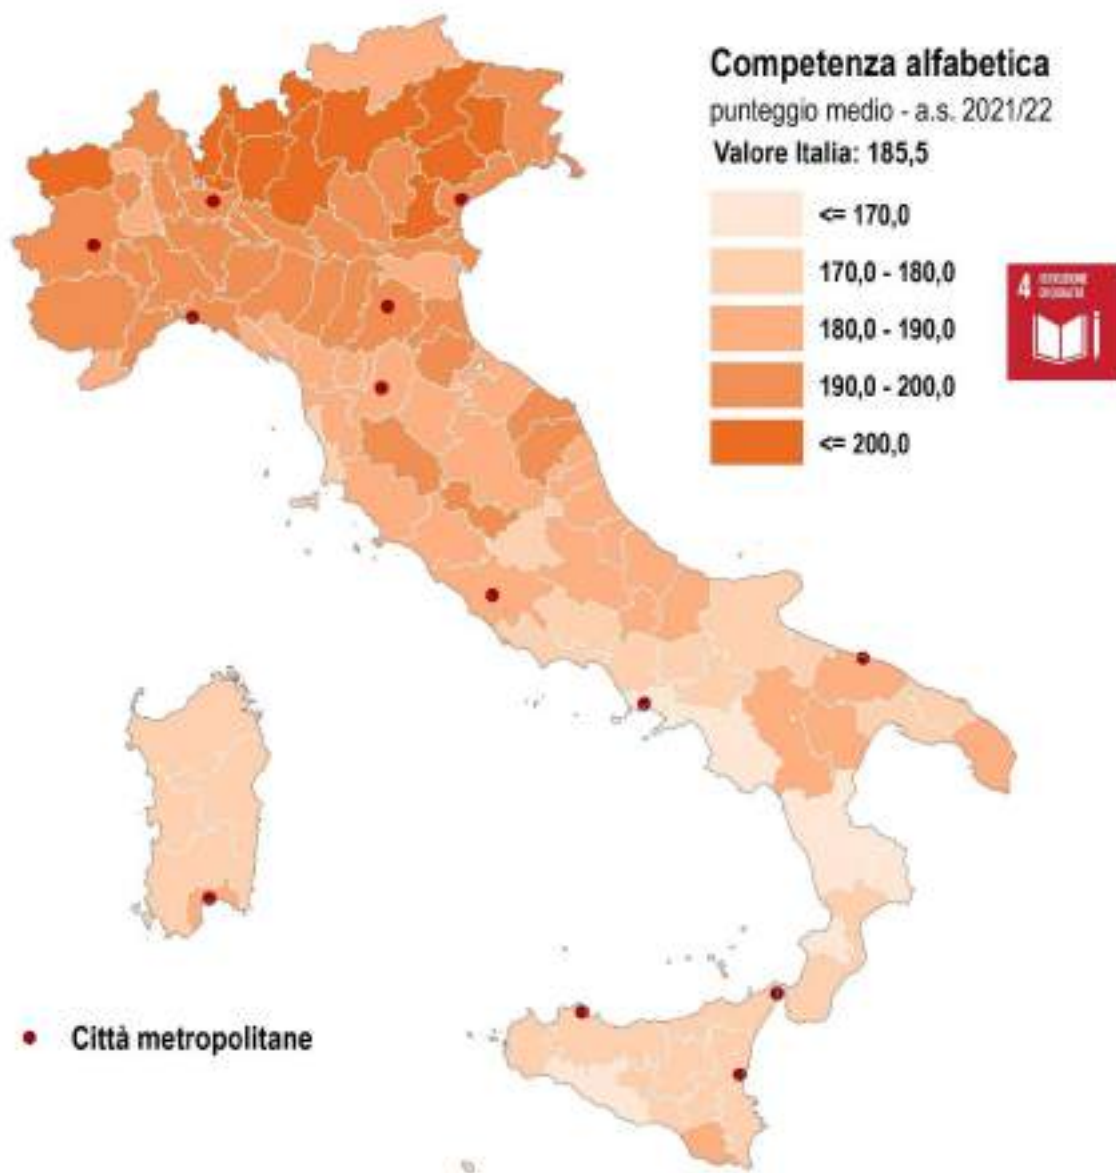 Competenza alfabetica
punteggio medio - a.s. 2021/22
Valore Italia: 185,5
<= 170,0
170,0 - 180,0
180,0 - 190,0
190,0 - 200,0
<= 200,0
4
Città metropolitane